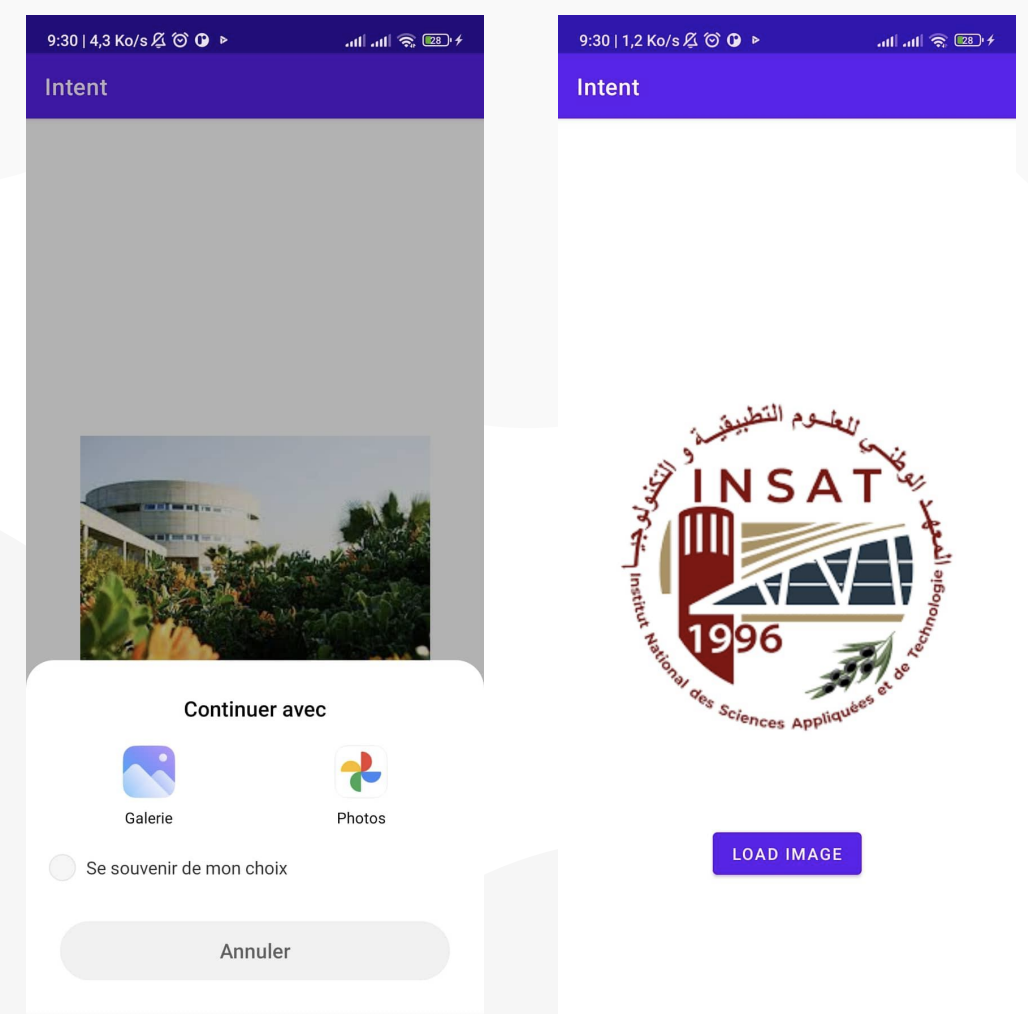 9:30 | 4,3 Ko/s
28
Intent
Continuer avec
Galerie
Photos
Se souvenir de mon choix
Annuler
9:30 | 1,2 Ko/s
28
Intent
المعهد الوطني للعلوم التطبيقية و التكنولوجيا
INSAT
1996
Institut National des Sciences Appliquées et de Technologie
LOAD IMAGE